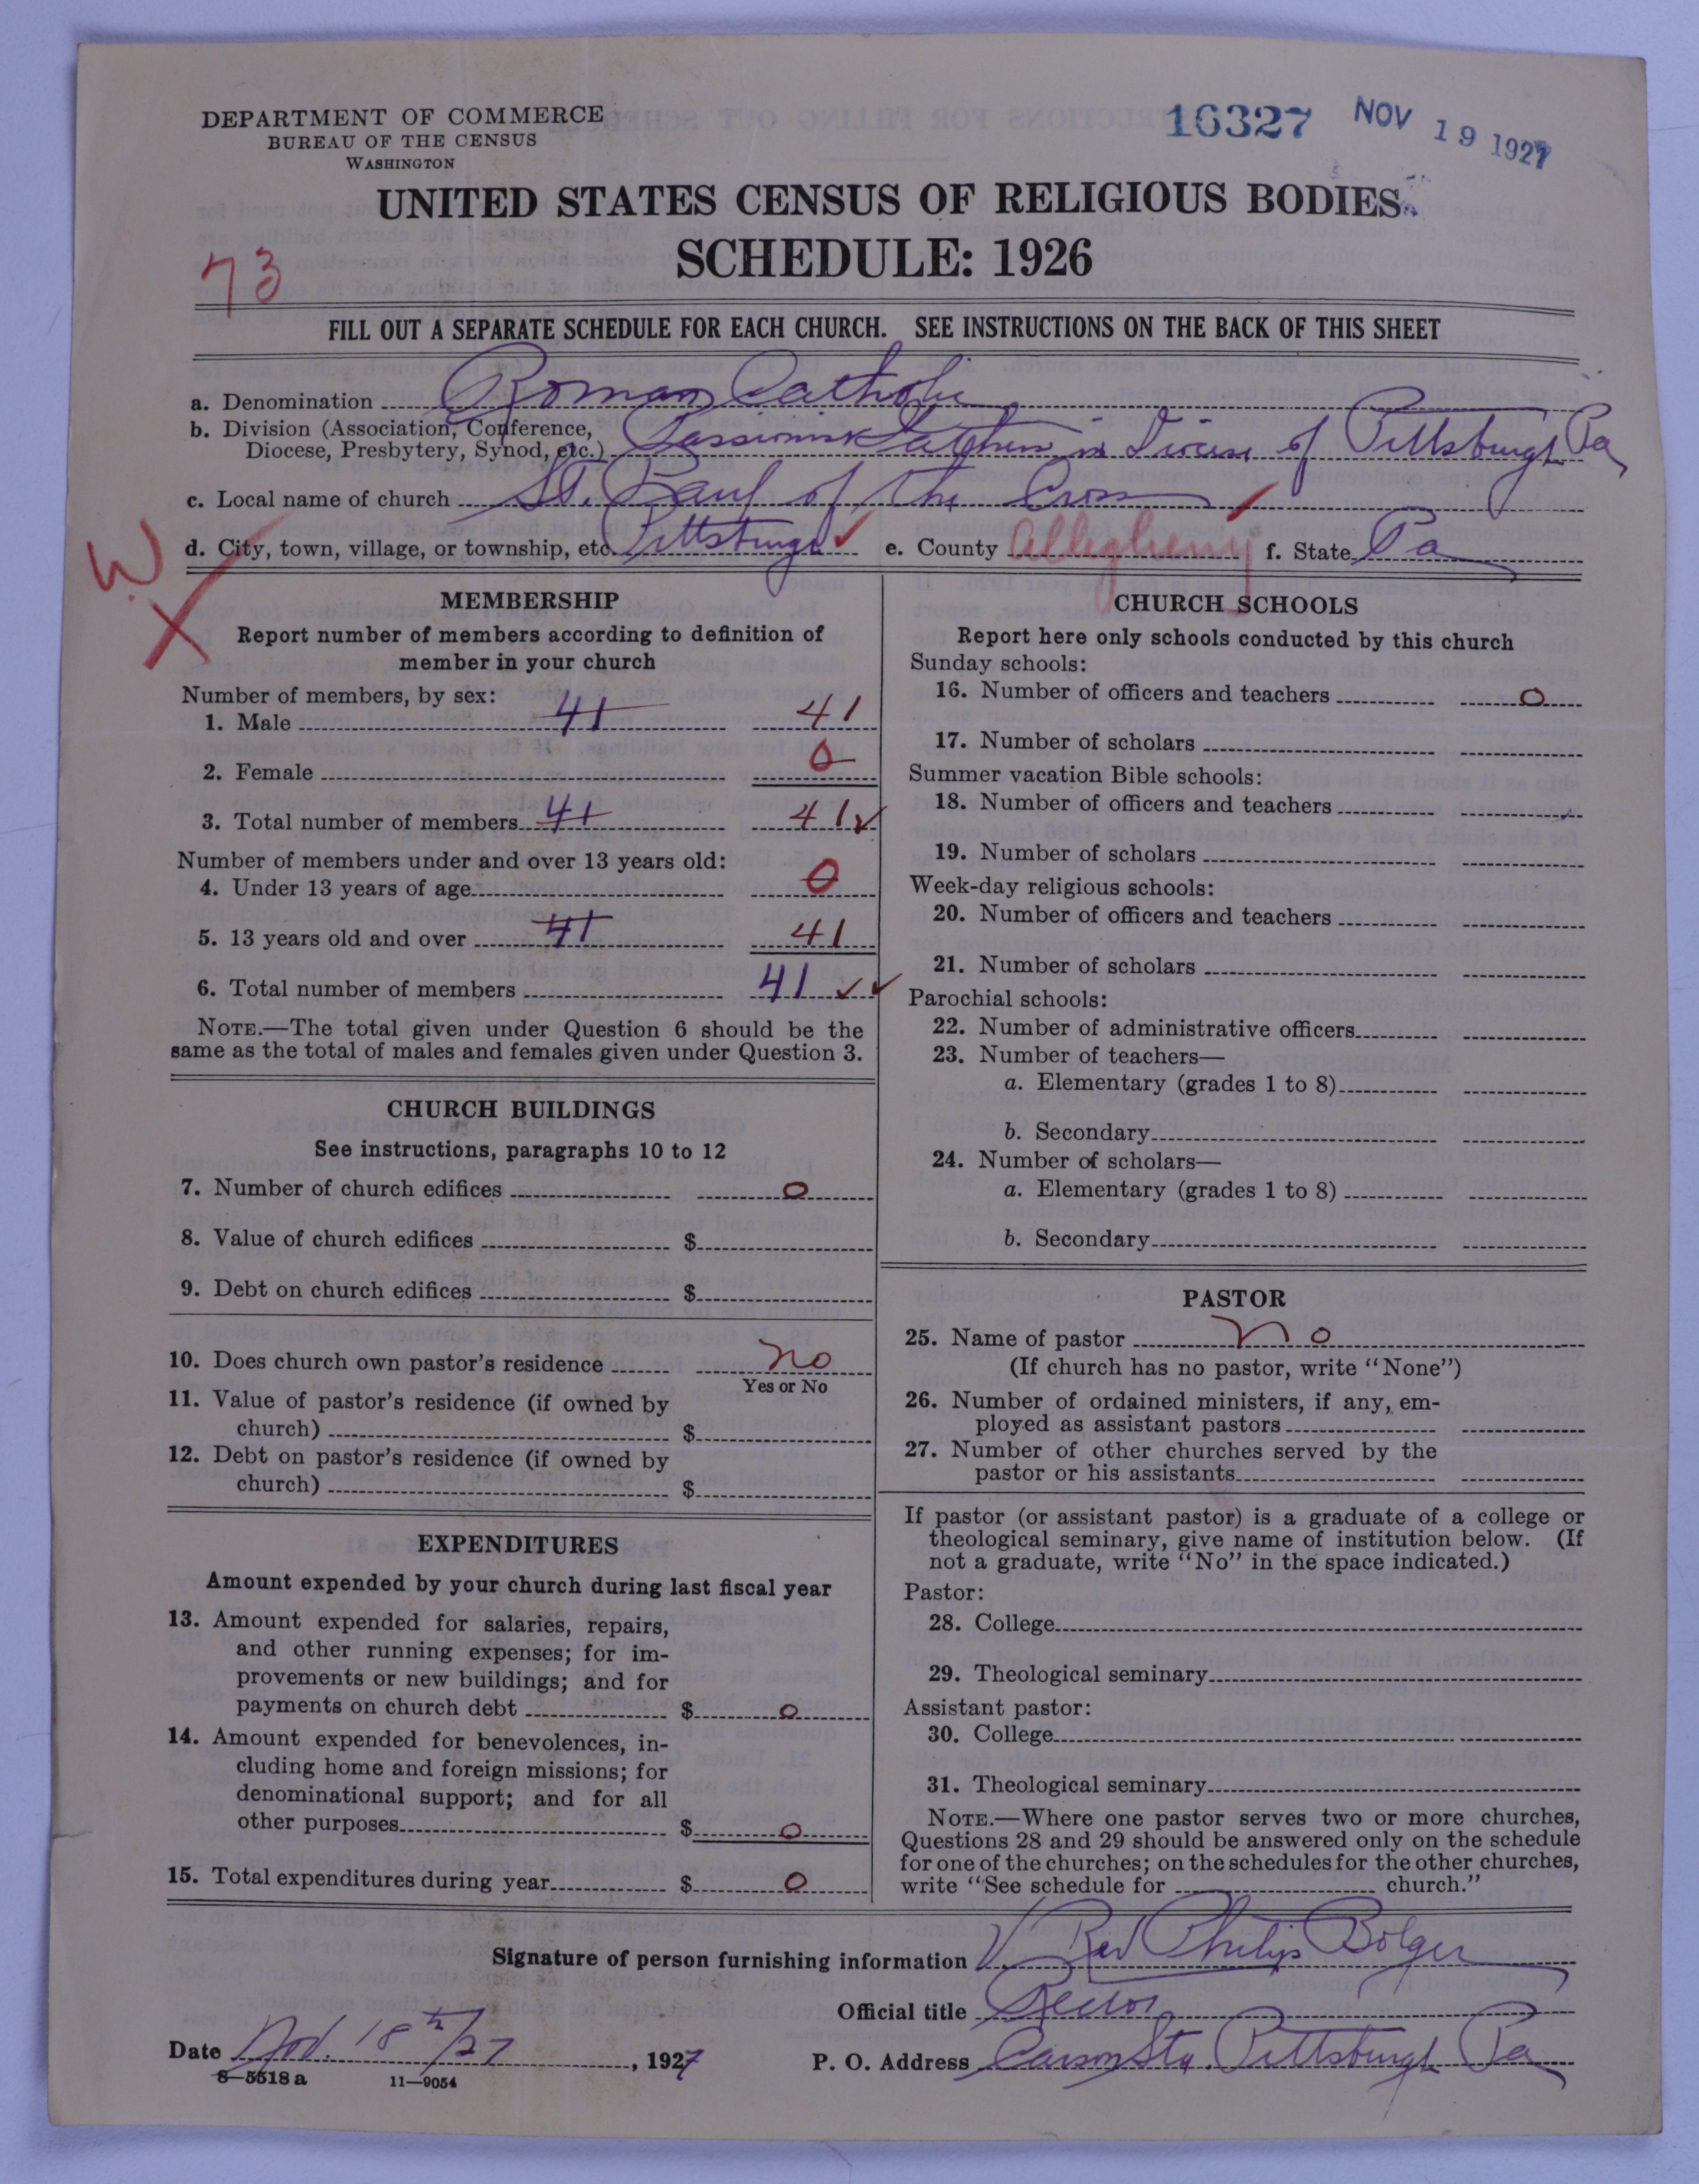 DEPARTMENT OF COMMERCE
BUREAU OF THE CENSUS
WASHINGTON
16327 NOV 19 1927
UNITED STATES CENSUS OF RELIGIOUS BODIES
SCHEDULE: 1926
73
FILL OUT A SEPARATE SCHEDULE FOR EACH CHURCH. SEE INSTRUCTIONS ON THE BACK OF THIS SHEET
a. Denomination Roman Catholic
b. Division (Association, Conference,
Diocese, Presbytery, Synod, etc.) Passionist Fathers in Diocese of Pittsburgh Pa
c. Local name of church St. Paul of the Cross
d. City, town, village, or township, etc. Pittsburgh e. County Allegheny f. State Pa
W
X
MEMBERSHIP
Report number of members according to definition of
member in your church
Number of members, by sex:
1. Male 41 41
2. Female 0
3. Total number of members 41 41
Number of members under and over 13 years old:
4. Under 13 years of age 0
5. 13 years old and over 41 41
6. Total number of members 41
NOTE.—The total given under Question 6 should be the
same as the total of males and females given under Question 3.
CHURCH BUILDINGS
See instructions, paragraphs 10 to 12
7. Number of church edifices 0
8. Value of church edifices $
9. Debt on church edifices $
10. Does church own pastor's residence no
Yes or No
11. Value of pastor's residence (if owned by
church) $
12. Debt on pastor's residence (if owned by
church) $
EXPENDITURES
Amount expended by your church during last fiscal year
13. Amount expended for salaries, repairs,
and other running expenses; for im-
provements or new buildings; and for
payments on church debt $ 0
14. Amount expended for benevolences, in-
cluding home and foreign missions; for
denominational support; and for all
other purposes $ 0
15. Total expenditures during year $ 0
CHURCH SCHOOLS
Report here only schools conducted by this church
Sunday schools:
16. Number of officers and teachers 0
17. Number of scholars
Summer vacation Bible schools:
18. Number of officers and teachers
19. Number of scholars
Week-day religious schools:
20. Number of officers and teachers
21. Number of scholars
Parochial schools:
22. Number of administrative officers
23. Number of teachers—
a. Elementary (grades 1 to 8)
b. Secondary
24. Number of scholars—
a. Elementary (grades 1 to 8)
b. Secondary
PASTOR
25. Name of pastor no
(If church has no pastor, write "None")
26. Number of ordained ministers, if any, em-
ployed as assistant pastors
27. Number of other churches served by the
pastor or his assistants
If pastor (or assistant pastor) is a graduate of a college or
theological seminary, give name of institution below. (If
not a graduate, write "No" in the space indicated.)
Pastor:
28. College
29. Theological seminary
Assistant pastor:
30. College
31. Theological seminary
NOTE.—Where one pastor serves two or more churches,
Questions 28 and 29 should be answered only on the schedule
for one of the churches; on the schedules for the other churches,
write "See schedule for church."
Signature of person furnishing information V. Rev Philip Bolger
Official title Rector
Date Nov. 18th/27, 1927 P. O. Address Carson Sta. Pittsburgh Pa
8—5518a 11—9054